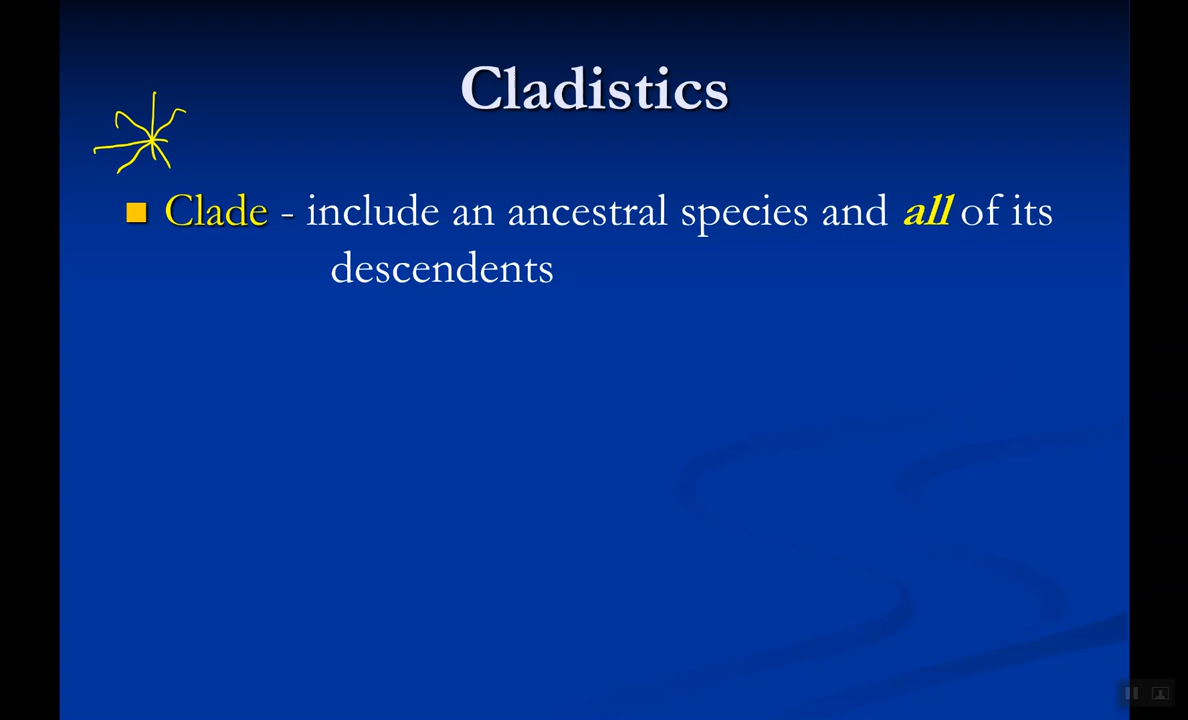 Cladistics
Clade - include an ancestral species and all of its
descendents